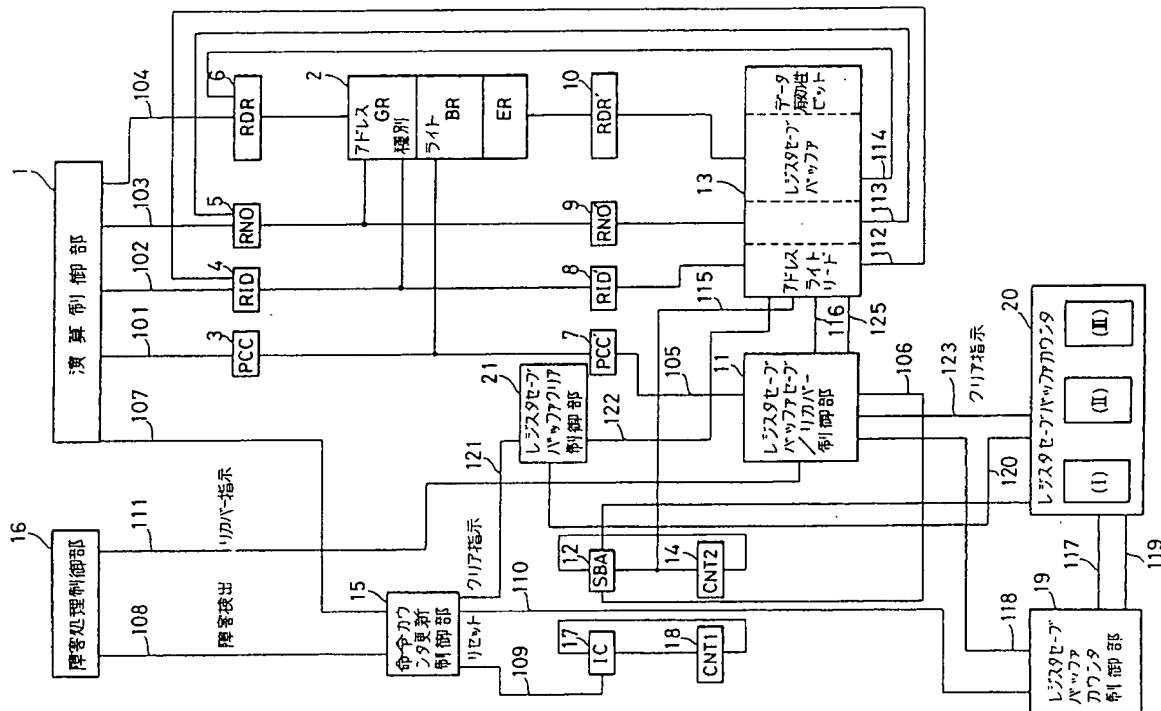 1
演算制御部
104
103
102
101
107
16
障害処理制御部
111
リカバー指示
108
障害検出
6
RDR
5
RNO
4
RID
3
PCC
2
アドレス
GR
種別
ライト
BR
ER
10
RDR'
9
RNO'
8
RID'
7
PCC'
105
21
レジスタセーブ
バッファクリア
制御部
121
122
クリア指示
15
命令カウ
ンタ更新
制御部
リセット
109
110
17
IC
18
CNT1
12
SBA
14
CNT2
115
13
アドレス
ライト
リード
レジスタセーブ
バッファ
データ
有効性
ビット
114
113
112
116
125
11
レジスタセーブ
バッファセーブ
/リカバー
制御部
106
123
クリア指示
120
20
レジスタセーブバッファカウンタ
(I)
(II)
(III)
117
119
118
19
レジスタセーブ
バッファ
カウンタ
制御部